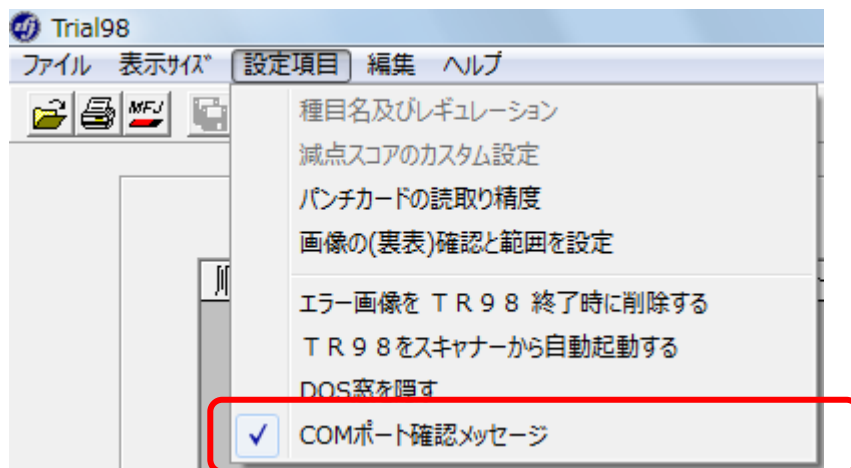 Trial98
ファイル 表示ｻｲｽﾞ 設定項目 編集 ヘルプ
MFJ
種目名及びレギュレーション
減点スコアのカスタム設定
パンチカードの読取り精度
画像の(裏表)確認と範囲を設定
順
エラー画像を ＴＲ９８ 終了時に削除する
ＴＲ９８をスキャナーから自動起動する
DOS窓を隠す
COMポート確認メッセージ